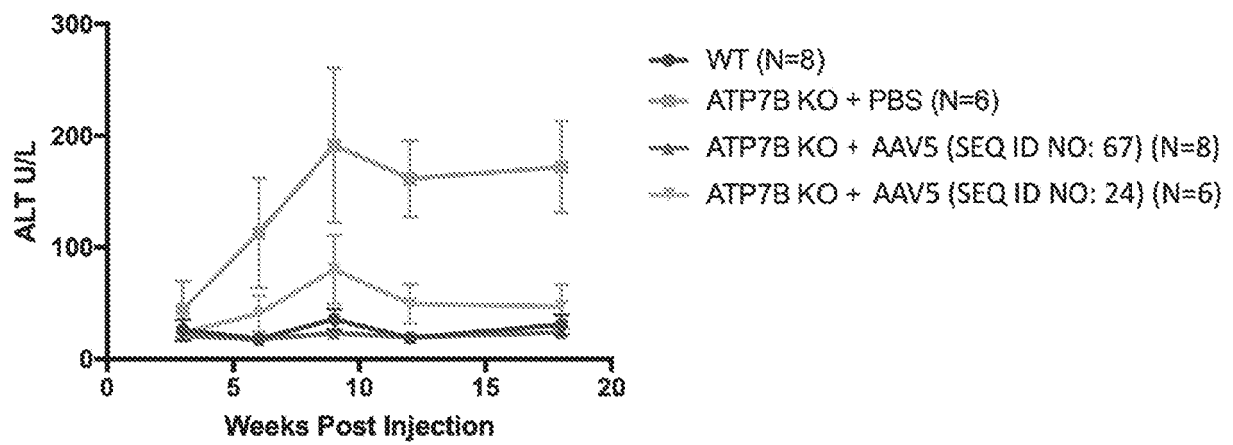 300
200
100
0
ALT U/L
0 5 10 15 20
Weeks Post Injection
WT (N=8)
ATP7B KO + PBS (N=6)
ATP7B KO + AAV5 (SEQ ID NO: 67) (N=8)
ATP7B KO + AAV5 (SEQ ID NO: 24) (N=6)